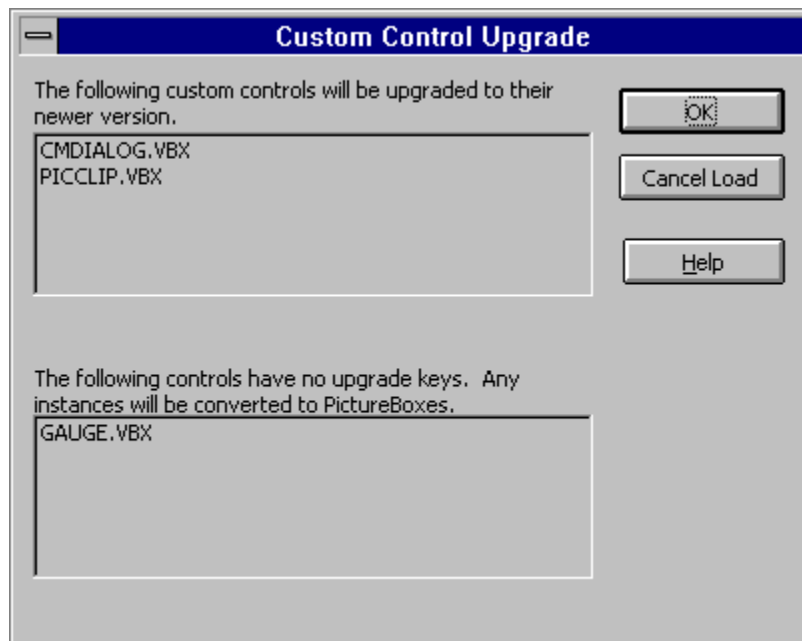 Custom Control Upgrade
The following custom controls will be upgraded to their
newer version.
CMDIALOG.VBX
PICCLIP.VBX
OK
Cancel Load
Help
The following controls have no upgrade keys.  Any
instances will be converted to PictureBoxes.
GAUGE.VBX